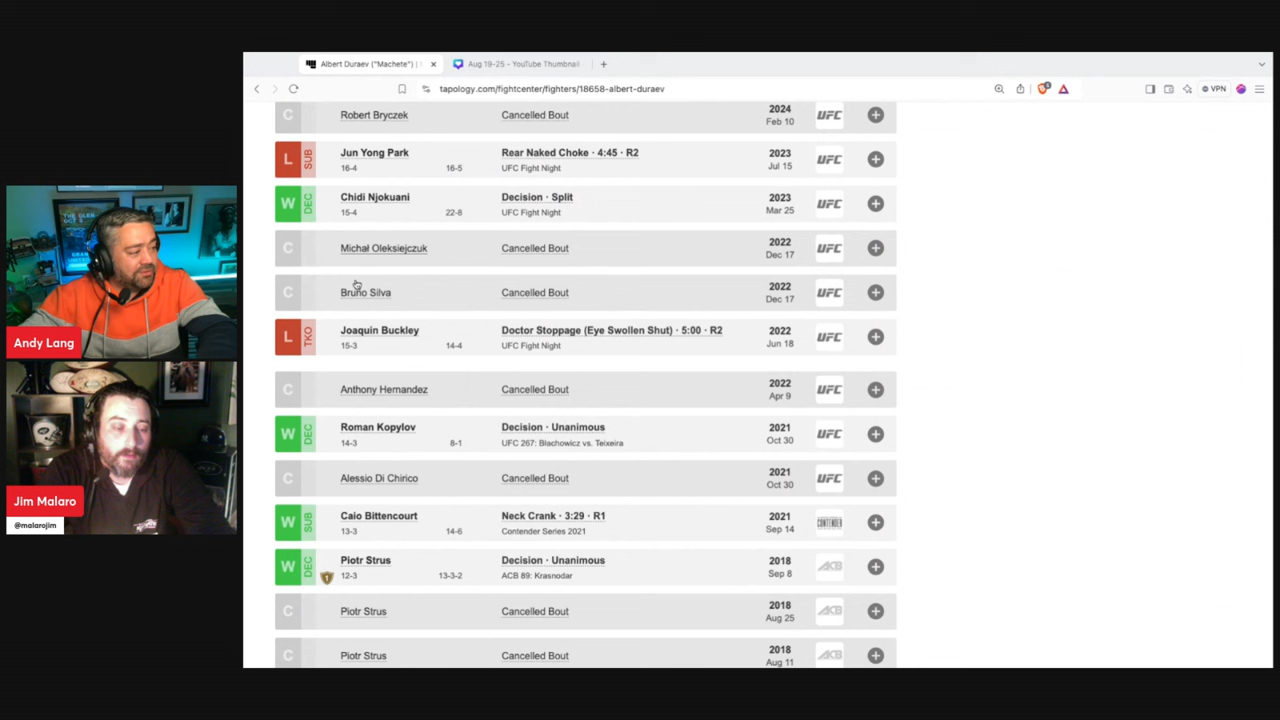 Albert Duraev ("Machete") |
Aug 19-25 - YouTube Thumbnail
tapology.com/fightcenter/fighters/18658-albert-duraev
VPN
C
Robert Bryczek
Cancelled Bout
2024
Feb 10
UFC
L
SUB
Jun Yong Park
16-4
16-5
Rear Naked Choke · 4:45 · R2
UFC Fight Night
2023
Jul 15
UFC
W
DEC
Chidi Njokuani
15-4
22-8
Decision · Split
UFC Fight Night
2023
Mar 25
UFC
C
Michał Oleksiejczuk
Cancelled Bout
2022
Dec 17
UFC
C
Bruno Silva
Cancelled Bout
2022
Dec 17
UFC
L
TKO
Joaquin Buckley
15-3
14-4
Doctor Stoppage (Eye Swollen Shut) · 5:00 · R2
UFC Fight Night
2022
Jun 18
UFC
C
Anthony Hernandez
Cancelled Bout
2022
Apr 9
UFC
W
DEC
Roman Kopylov
14-3
8-1
Decision · Unanimous
UFC 267: Blachowicz vs. Teixeira
2021
Oct 30
UFC
C
Alessio Di Chirico
Cancelled Bout
2021
Oct 30
UFC
W
SUB
Caio Bittencourt
13-3
14-6
Neck Crank · 3:29 · R1
Contender Series 2021
2021
Sep 14
CONTENDER
W
DEC
1
Piotr Strus
12-3
13-3-2
Decision · Unanimous
ACB 89: Krasnodar
2018
Sep 8
ACB
C
Piotr Strus
Cancelled Bout
2018
Aug 25
ACB
C
Piotr Strus
Cancelled Bout
2018
Aug 11
ACB
Andy Lang
Jim Malaro
@malarojim